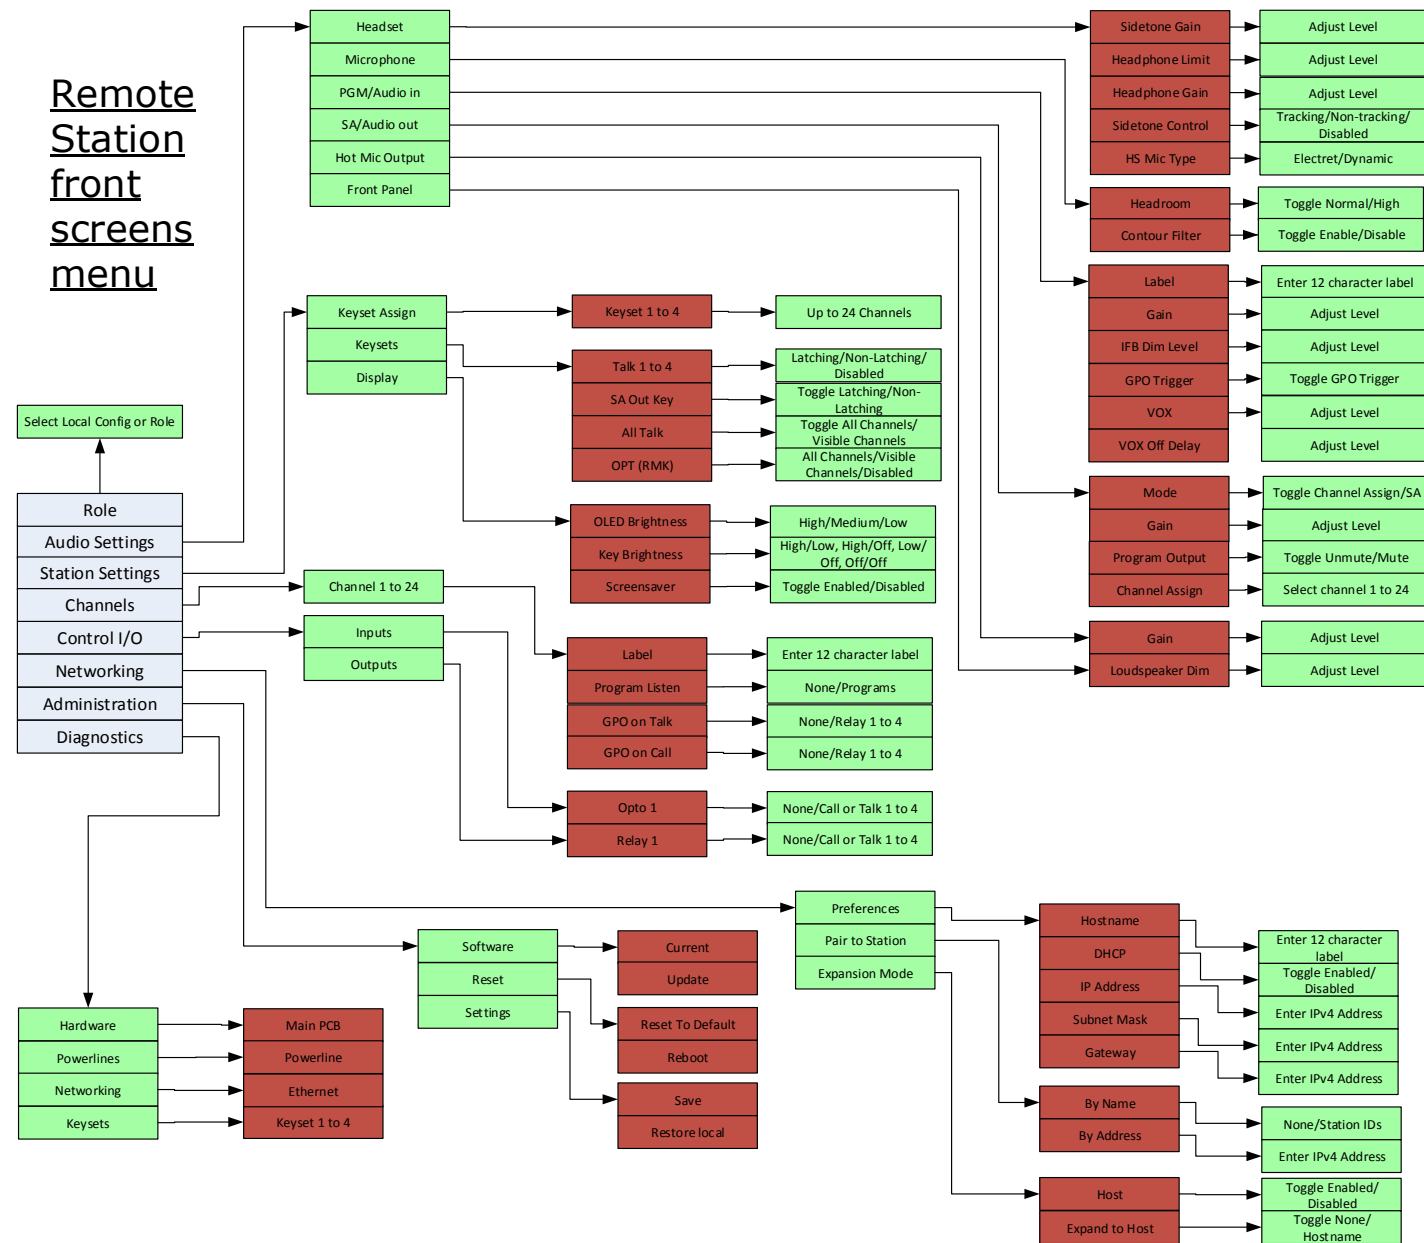 Remote
Station
front
screens
menu
Headset
Microphone
PGM/Audio in
SA/Audio out
Hot Mic Output
Front Panel
Sidetone Gain
Adjust Level
Headphone Limit
Adjust Level
Headphone Gain
Adjust Level
Sidetone Control
Tracking/Non-tracking/
Disabled
HS Mic Type
Electret/Dynamic
Headroom
Toggle Normal/High
Contour Filter
Toggle Enable/Disable
Label
Enter 12 character label
Gain
Adjust Level
IFB Dim Level
Adjust Level
GPO Trigger
Toggle GPO Trigger
VOX
Adjust Level
VOX Off Delay
Adjust Level
Mode
Toggle Channel Assign/SA
Gain
Adjust Level
Program Output
Toggle Unmute/Mute
Channel Assign
Select channel 1 to 24
Gain
Adjust Level
Loudspeaker Dim
Adjust Level
Keyset Assign
Keysets
Display
Keyset 1 to 4
Up to 24 Channels
Talk 1 to 4
Latching/Non-Latching/
Disabled
SA Out Key
Toggle Latching/Non-
Latching
All Talk
Toggle All Channels/
Visible Channels
OPT (RMK)
All Channels/Visible
Channels/Disabled
OLED Brightness
High/Medium/Low
Key Brightness
High/Low, High/Off, Low/
Off, Off/Off
Screensaver
Toggle Enabled/Disabled
Select Local Config or Role
Role
Audio Settings
Station Settings
Channels
Control I/O
Networking
Administration
Diagnostics
Channel 1 to 24
Inputs
Outputs
Label
Enter 12 character label
Program Listen
None/Programs
GPO on Talk
None/Relay 1 to 4
GPO on Call
None/Relay 1 to 4
Opto 1
None/Call or Talk 1 to 4
Relay 1
None/Call or Talk 1 to 4
Preferences
Pair to Station
Expansion Mode
Hostname
Enter 12 character
label
DHCP
Toggle Enabled/
Disabled
IP Address
Enter IPv4 Address
Subnet Mask
Enter IPv4 Address
Gateway
Enter IPv4 Address
By Name
None/Station IDs
By Address
Enter IPv4 Address
Host
Toggle Enabled/
Disabled
Expand to Host
Toggle None/
Hostname
Software
Reset
Settings
Current
Update
Reset To Default
Reboot
Save
Restore local
Hardware
Main PCB
Powerlines
Powerline
Networking
Ethernet
Keysets
Keyset 1 to 4